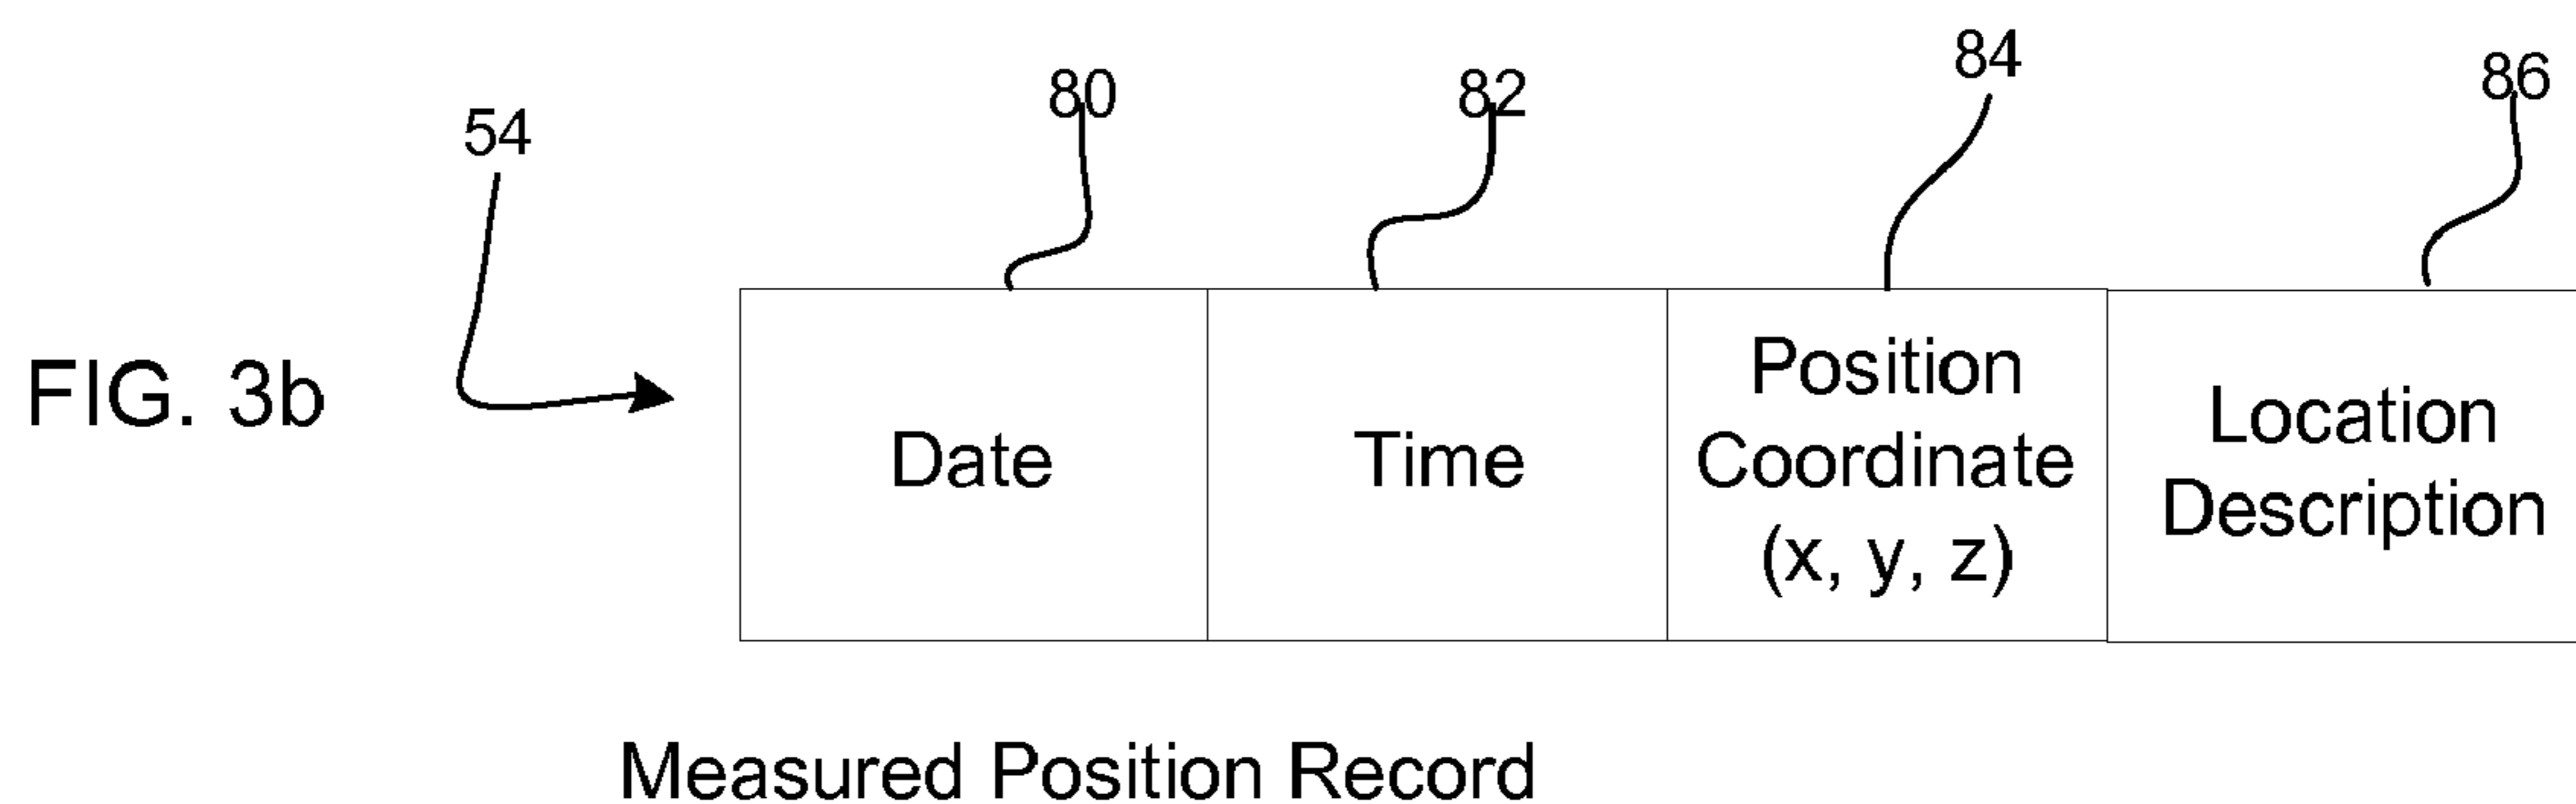 54
80
82
84
86
FIG. 3b
Date
Time
Position
Coordinate
(x, y, z)
Location
Description
Measured Position Record